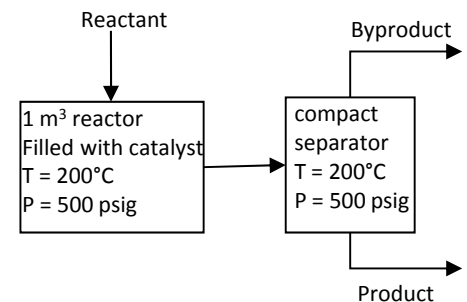 Reactant
Byproduct
1 m³ reactor
Filled with catalyst
T = 200°C
P = 500 psig
compact
separator
T = 200°C
P = 500 psig
Product